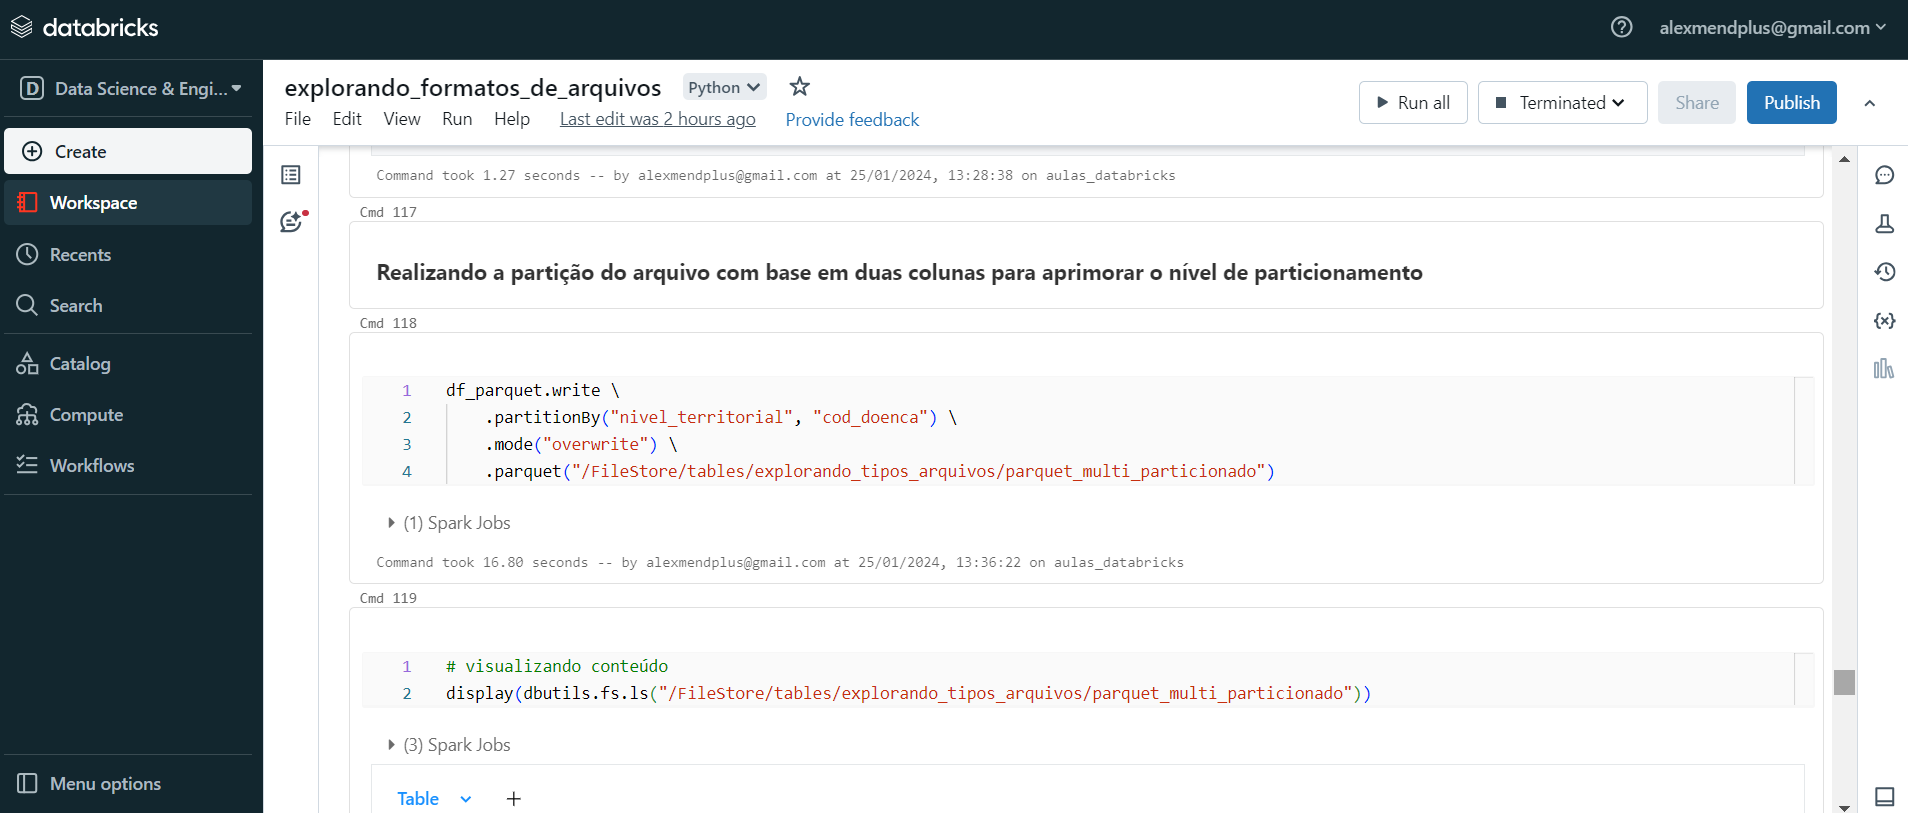 databricks
alexmendplus@gmail.com
D Data Science & Engi...
Create
Workspace
Recents
Search
Catalog
Compute
Workflows
Menu options
explorando_formatos_de_arquivos Python
File Edit View Run Help Last edit was 2 hours ago Provide feedback
Run all Terminated Share Publish
Command took 1.27 seconds -- by alexmendplus@gmail.com at 25/01/2024, 13:28:38 on aulas_databricks
Cmd 117
Realizando a partição do arquivo com base em duas colunas para aprimorar o nível de particionamento
Cmd 118
1 df_parquet.write \
2 .partitionBy("nivel_territorial", "cod_doenca") \
3 .mode("overwrite") \
4 .parquet("/FileStore/tables/explorando_tipos_arquivos/parquet_multi_particionado")
(1) Spark Jobs
Command took 16.80 seconds -- by alexmendplus@gmail.com at 25/01/2024, 13:36:22 on aulas_databricks
Cmd 119
1 # visualizando conteúdo
2 display(dbutils.fs.ls("/FileStore/tables/explorando_tipos_arquivos/parquet_multi_particionado"))
(3) Spark Jobs
Table +